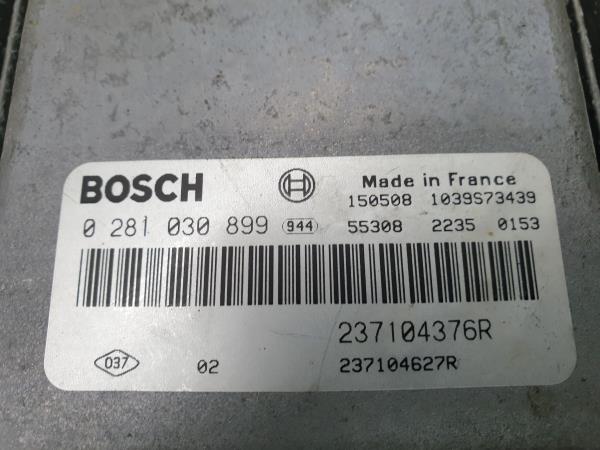 BOSCH Made in France
150508 1039S73439
0 281 030 899 944 55308 2235 0153
237104376R
037 02 237104627R